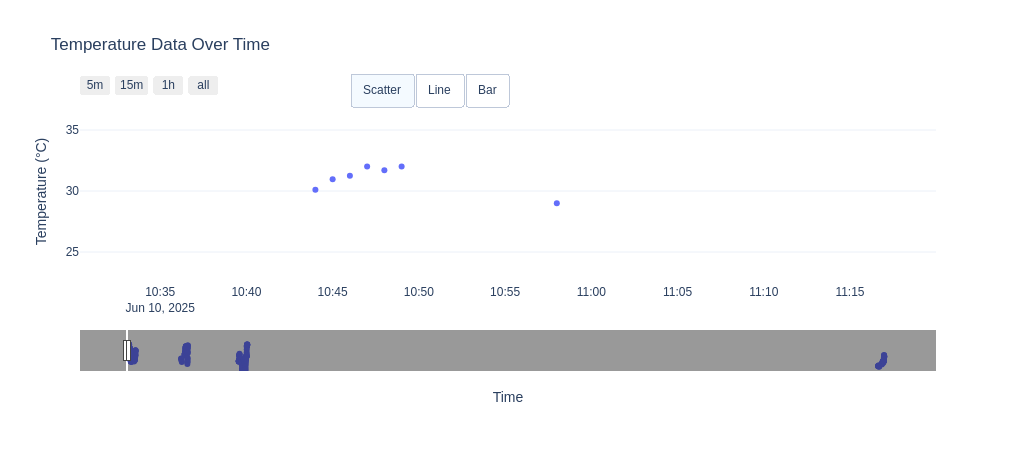 Temperature Data Over Time
5m 15m 1h all
Scatter Line Bar
Temperature (°C)
35
30
25
10:35 10:40 10:45 10:50 10:55 11:00 11:05 11:10 11:15
Jun 10, 2025
Time